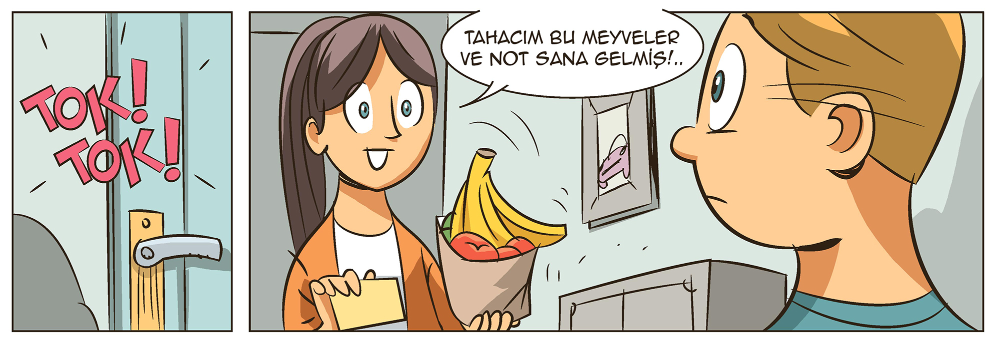 TOK!
TOK!
TAHACIM BU MEYVELER
VE NOT SANA GELMİŞ!..